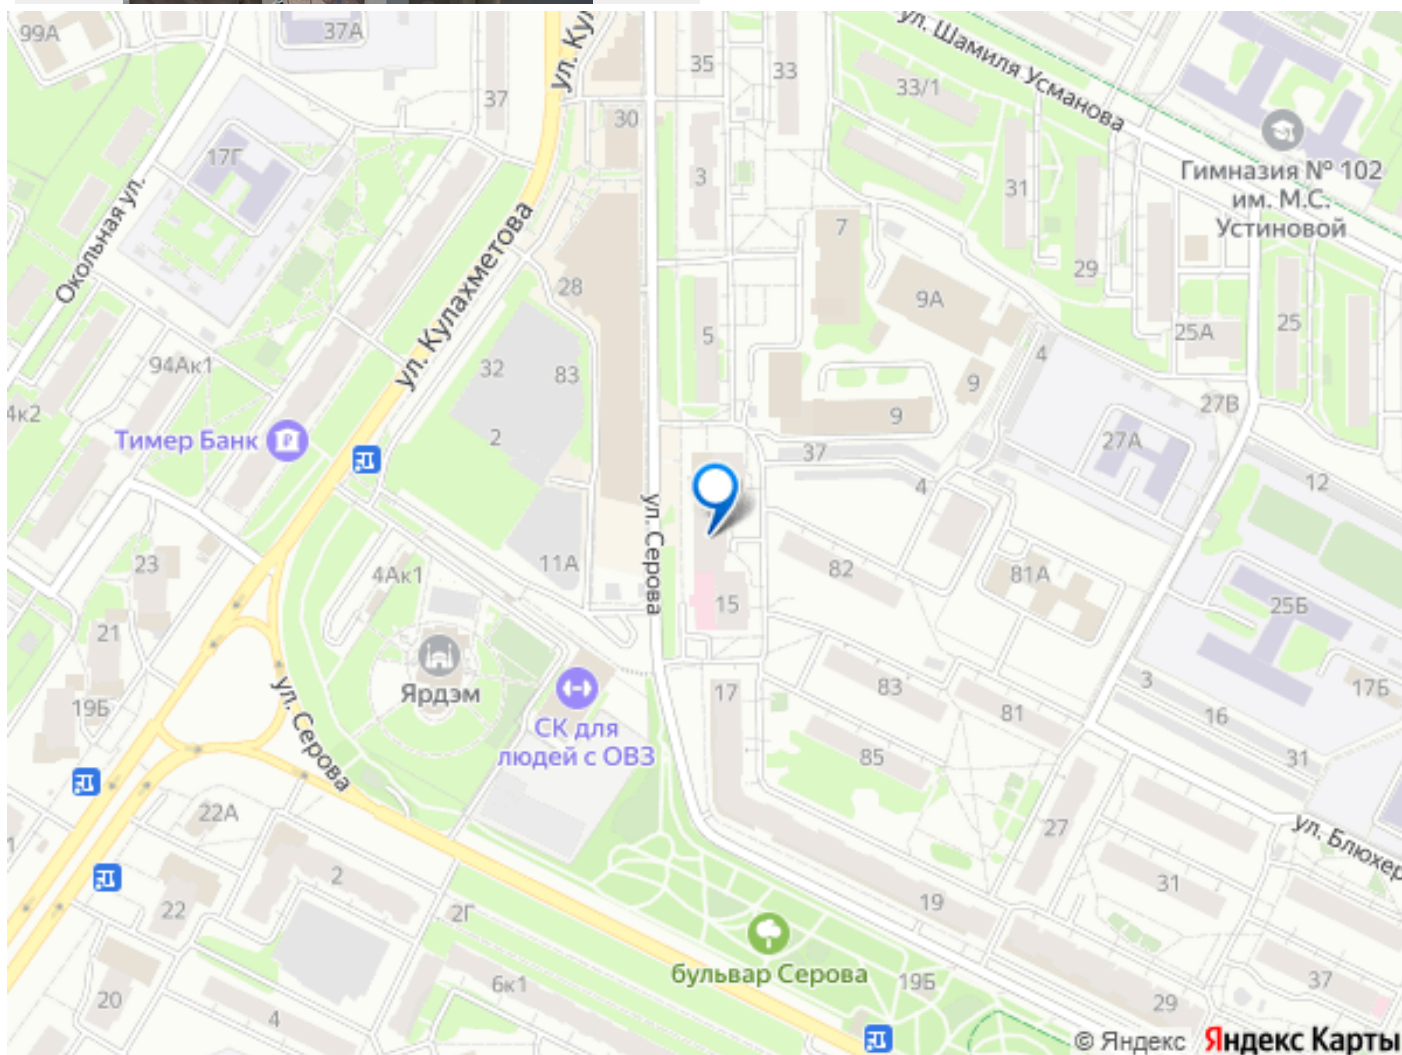 99А
37А
ул. Ку
35
33
ул. Шамиля Усманова
33/1
37
30
Гимназия № 102
им. М.С.
Устиновой
17Г
3
31
Окольная ул.
ул. Кулахметова
7
29
28
9А
25А
25
5
4
94Ак1
32
83
9
4к2
9
27В
Тимер Банк
2
37
27А
4
12
ул. Серова
23
4Ак1
11А
82
81А
15
25Б
21
Ярдэм
19Б
ул. Серова
СК для
людей с ОВЗ
17
83
81
3
17Б
16
85
31
22А
1
27
ул. Блюхер
2
31
22
2Г
19
бульвар Серова
19Б
20
6к1
4
29
37
© Яндекс Яндекс Карты